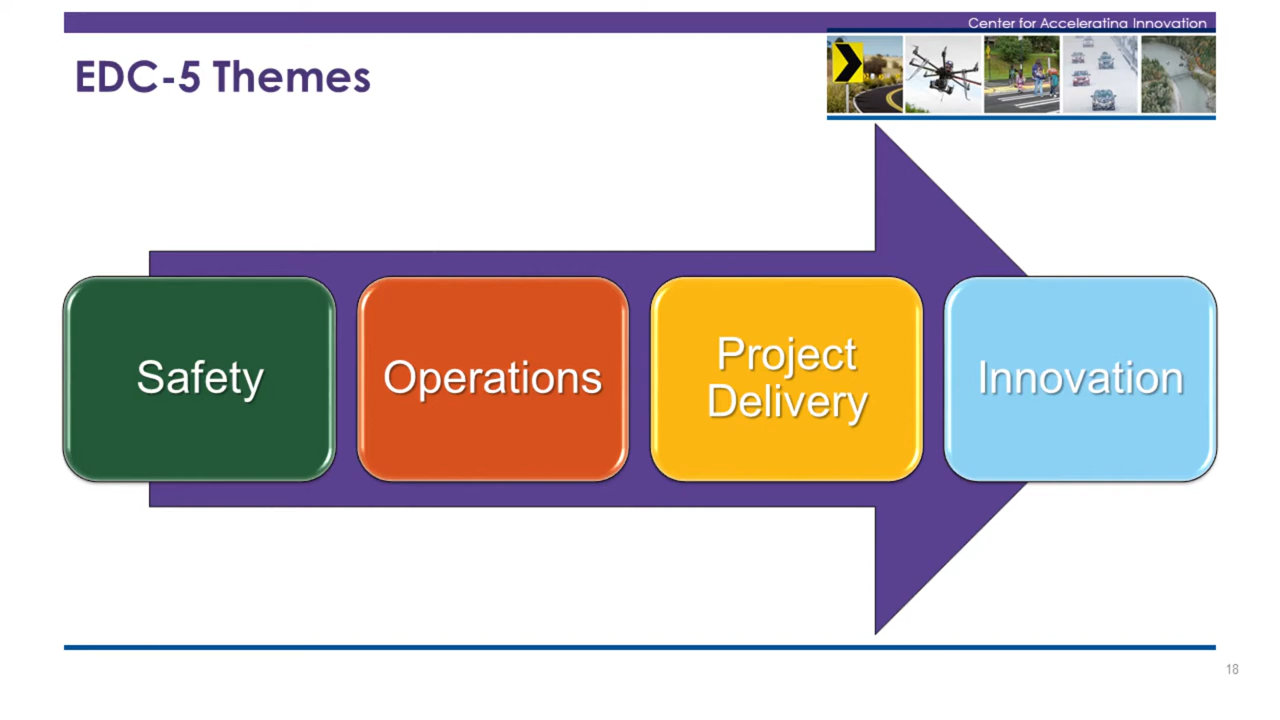 Center for Accelerating Innovation
EDC-5 Themes
Safety
Operations
Project
Delivery
Innovation
18